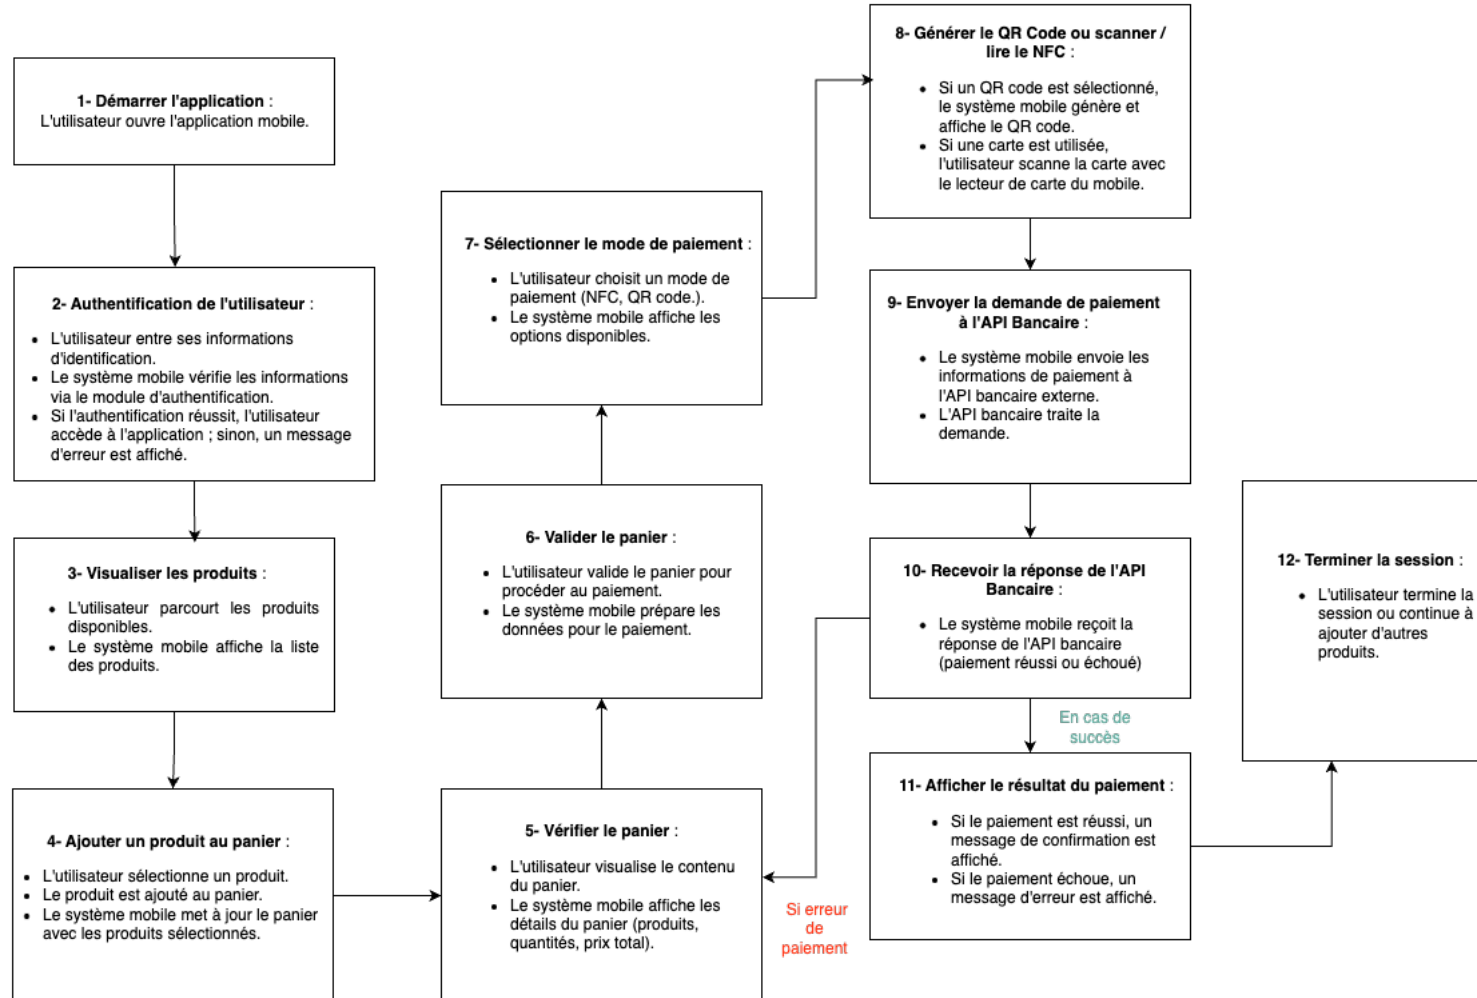 1- Démarrer l'application :
L'utilisateur ouvre l'application mobile.
2- Authentification de l'utilisateur :
• L'utilisateur entre ses informations
d'identification.
• Le système mobile vérifie les informations
via le module d'authentification.
• Si l'authentification réussit, l'utilisateur
accède à l'application ; sinon, un message
d'erreur est affiché.
3- Visualiser les produits :
• L'utilisateur parcourt les produits
disponibles.
• Le système mobile affiche la liste
des produits.
4- Ajouter un produit au panier :
• L'utilisateur sélectionne un produit.
• Le produit est ajouté au panier.
• Le système mobile met à jour le panier
avec les produits sélectionnés.
5- Vérifier le panier :
• L'utilisateur visualise le contenu
du panier.
• Le système mobile affiche les
détails du panier (produits,
quantités, prix total).
6- Valider le panier :
• L'utilisateur valide le panier pour
procéder au paiement.
• Le système mobile prépare les
données pour le paiement.
7- Sélectionner le mode de paiement :
• L'utilisateur choisit un mode de
paiement (NFC, QR code.).
• Le système mobile affiche les
options disponibles.
8- Générer le QR Code ou scanner /
lire le NFC :
• Si un QR code est sélectionné,
le système mobile génère et
affiche le QR code.
• Si une carte est utilisée,
l'utilisateur scanne la carte avec
le lecteur de carte du mobile.
9- Envoyer la demande de paiement
à l'API Bancaire :
• Le système mobile envoie les
informations de paiement à
l'API bancaire externe.
• L'API bancaire traite la
demande.
10- Recevoir la réponse de l'API
Bancaire :
• Le système mobile reçoit la
réponse de l'API bancaire
(paiement réussi ou échoué)
En cas de
succès
Si erreur
de
paiement
11- Afficher le résultat du paiement :
• Si le paiement est réussi, un
message de confirmation est
affiché.
• Si le paiement échoue, un
message d'erreur est affiché.
12- Terminer la session :
• L'utilisateur termine la
session ou continue à
ajouter d'autres
produits.